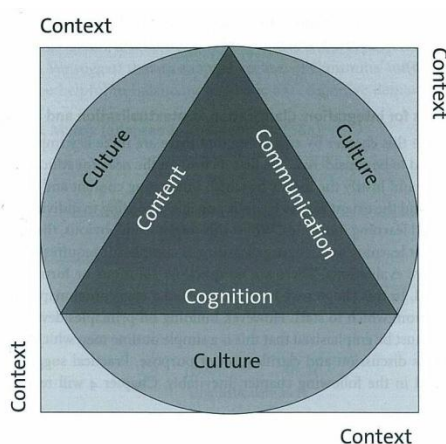 Context
Context
Culture
Culture
Content
Communication
Cognition
Culture
Context
Context